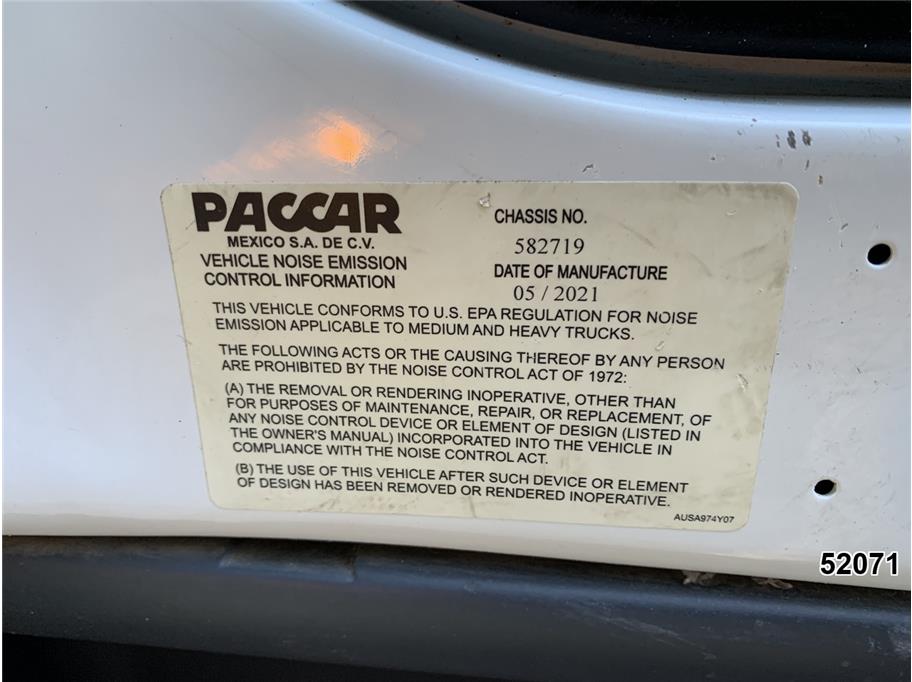 PACCAR
MEXICO S.A. DE C.V.
VEHICLE NOISE EMISSION
CONTROL INFORMATION
CHASSIS NO.
582719
DATE OF MANUFACTURE
05 / 2021
THIS VEHICLE CONFORMS TO U.S. EPA REGULATION FOR NOISE
EMISSION APPLICABLE TO MEDIUM AND HEAVY TRUCKS.
THE FOLLOWING ACTS OR THE CAUSING THEREOF BY ANY PERSON
ARE PROHIBITED BY THE NOISE CONTROL ACT OF 1972:
(A) THE REMOVAL OR RENDERING INOPERATIVE, OTHER THAN
FOR PURPOSES OF MAINTENANCE, REPAIR, OR REPLACEMENT, OF
ANY NOISE CONTROL DEVICE OR ELEMENT OF DESIGN (LISTED IN
THE OWNER'S MANUAL) INCORPORATED INTO THE VEHICLE IN
COMPLIANCE WITH THE NOISE CONTROL ACT.
(B) THE USE OF THIS VEHICLE AFTER SUCH DEVICE OR ELEMENT
OF DESIGN HAS BEEN REMOVED OR RENDERED INOPERATIVE.
AUSA974Y07
52071